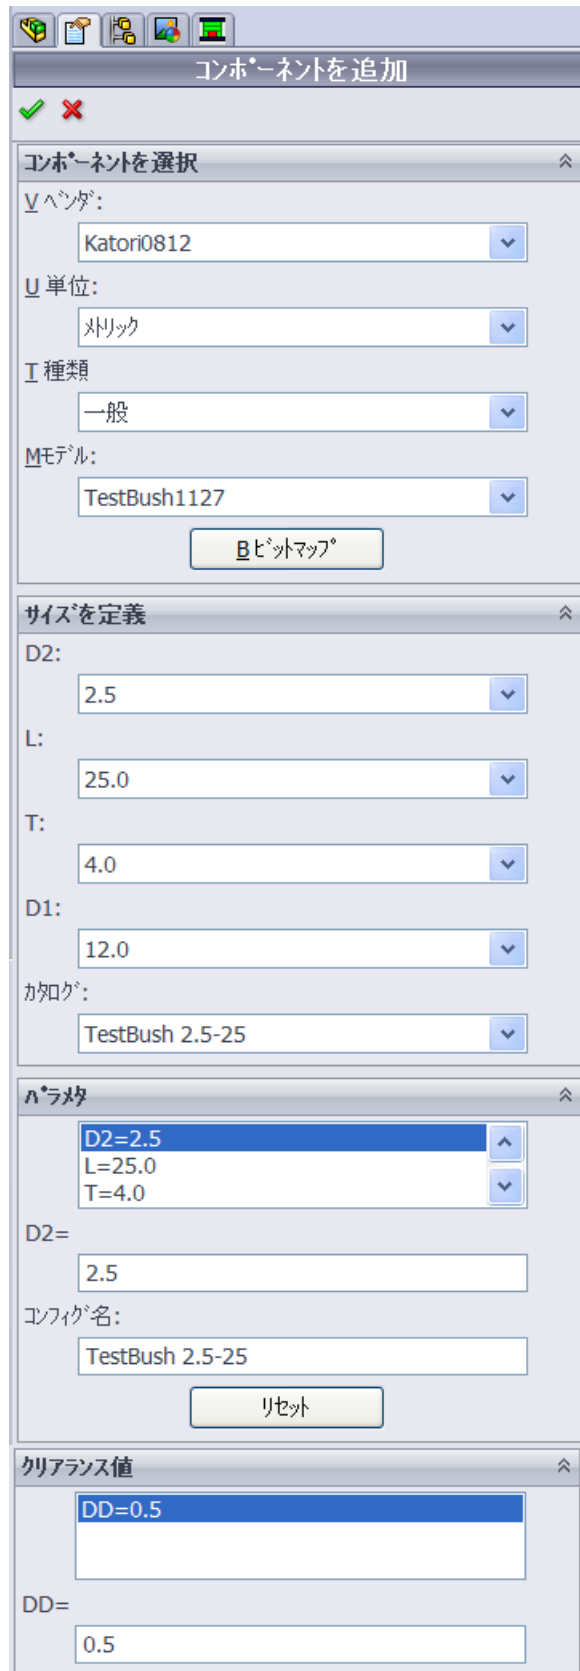 コンポーネントを追加
コンポーネントを選択
V ベンダ:
Katori0812
U 単位:
メトリック
T 種類
一般
Mモデル:
TestBush1127
B ビットマップ
サイズを定義
D2:
2.5
L:
25.0
T:
4.0
D1:
12.0
カタログ:
TestBush 2.5-25
パラメタ
D2=2.5
L=25.0
T=4.0
D2=
2.5
コンフィグ名:
TestBush 2.5-25
リセット
クリアランス値
DD=0.5
DD=
0.5